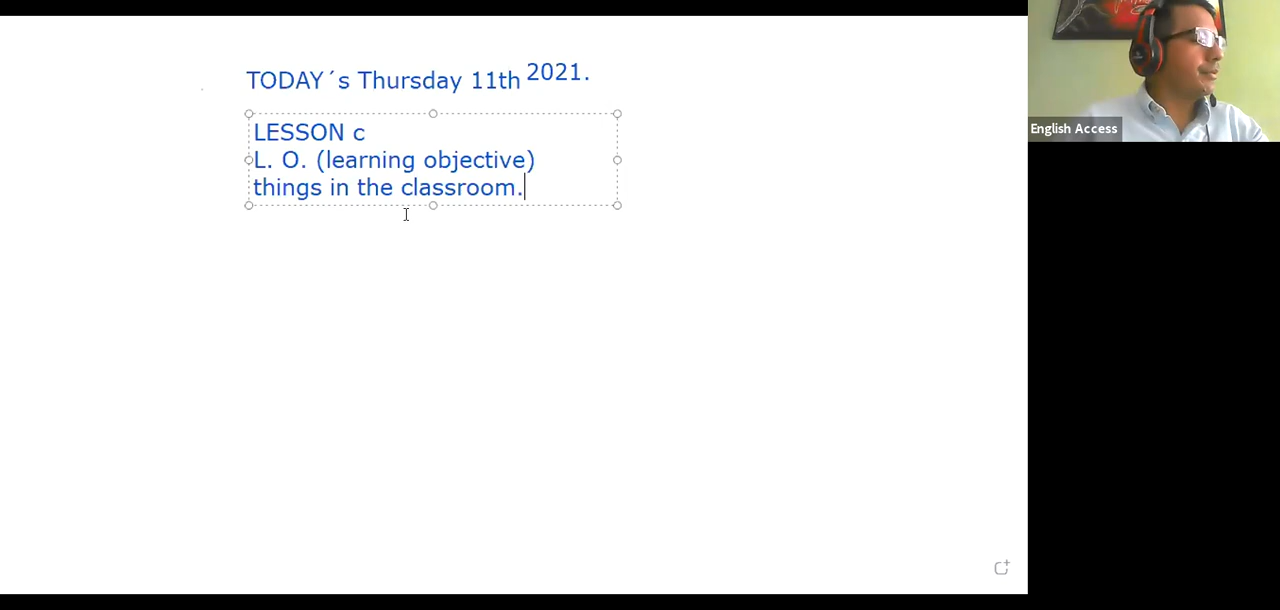 TODAY´s Thursday 11th 2021.
LESSON c
L. O. (learning objective)
things in the classroom.
English Access